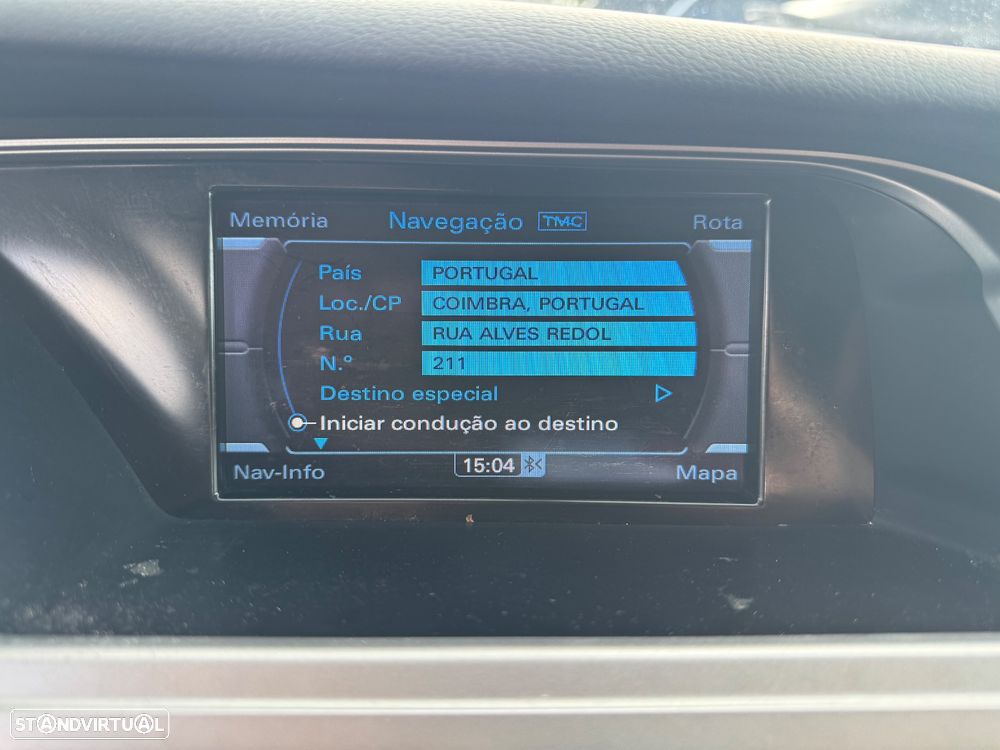 Memória Navegação TMC Rota
País PORTUGAL
Loc./CP COIMBRA, PORTUGAL
Rua RUA ALVES REDOL
N.º 211
Destino especial
Iniciar condução ao destino
Nav-Info 15:04 Mapa
STANDVIRTUAL